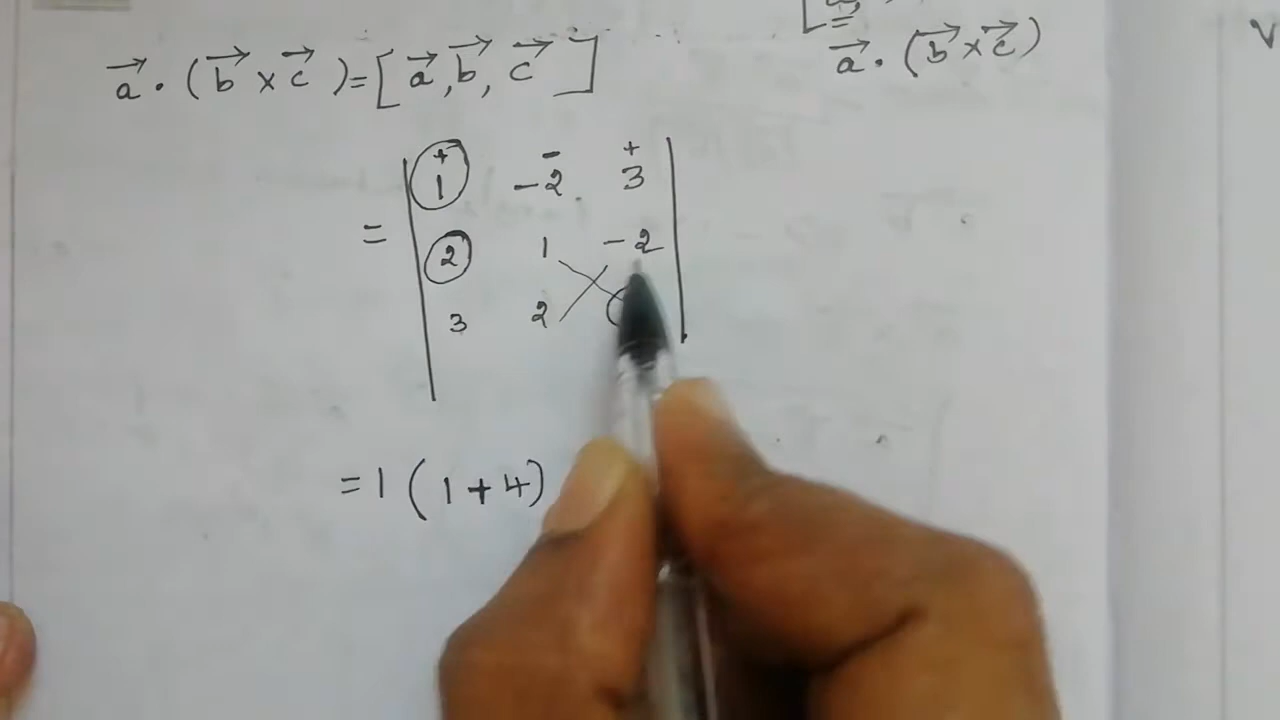 a⃗ · (b⃗ × c⃗) = [a⃗, b⃗, c⃗]
a⃗ · (b⃗ × c⃗)
+ - +
= | 1 -2 3 |
2 1 -2
3 2
= 1 (1 + 4)